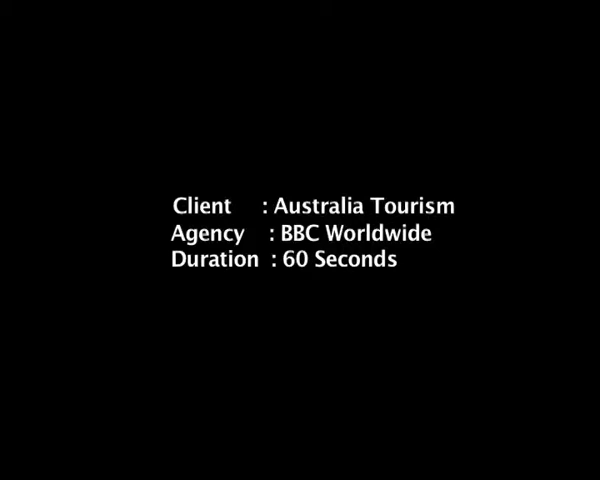 Client : Australia Tourism
Agency : BBC Worldwide
Duration : 60 Seconds